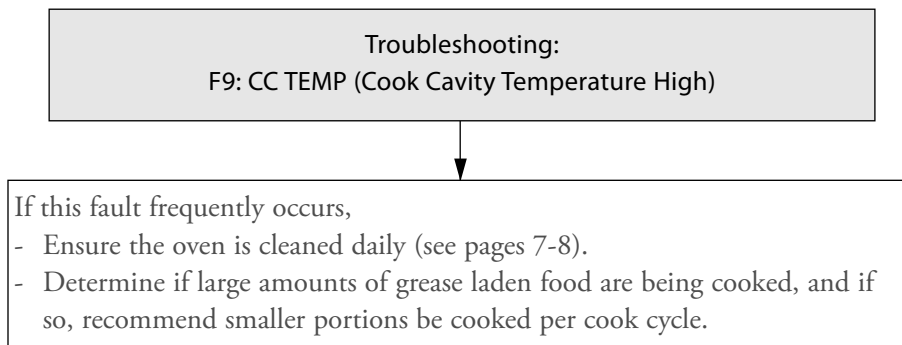 Troubleshooting:
F9: CC TEMP (Cook Cavity Temperature High)
If this fault frequently occurs,
- Ensure the oven is cleaned daily (see pages 7-8).
- Determine if large amounts of grease laden food are being cooked, and if
so, recommend smaller portions be cooked per cook cycle.